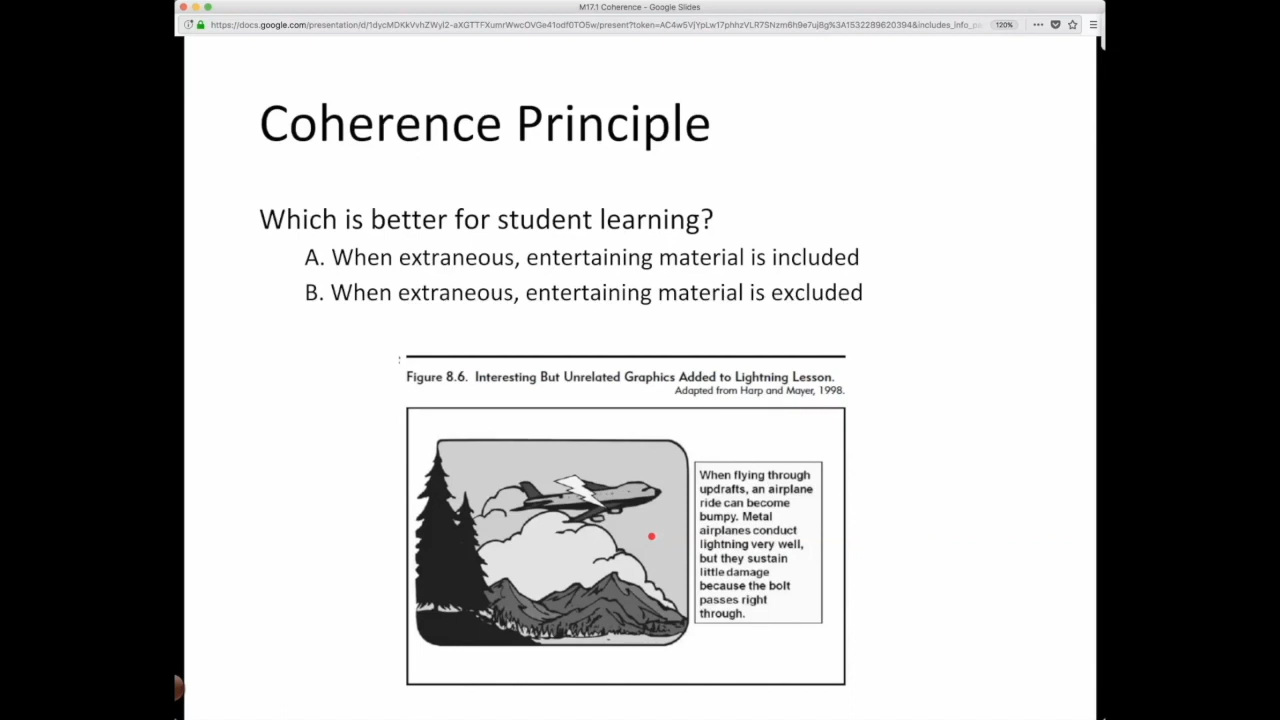 M17.1 Coherence - Google Slides
120%
Coherence Principle
Which is better for student learning?
A. When extraneous, entertaining material is included
B. When extraneous, entertaining material is excluded
Figure 8.6. Interesting But Unrelated Graphics Added to Lightning Lesson.
Adapted from Harp and Mayer, 1998.
When flying through
updrafts, an airplane
ride can become
bumpy. Metal
airplanes conduct
lightning very well,
but they sustain
little damage
because the bolt
passes right
through.